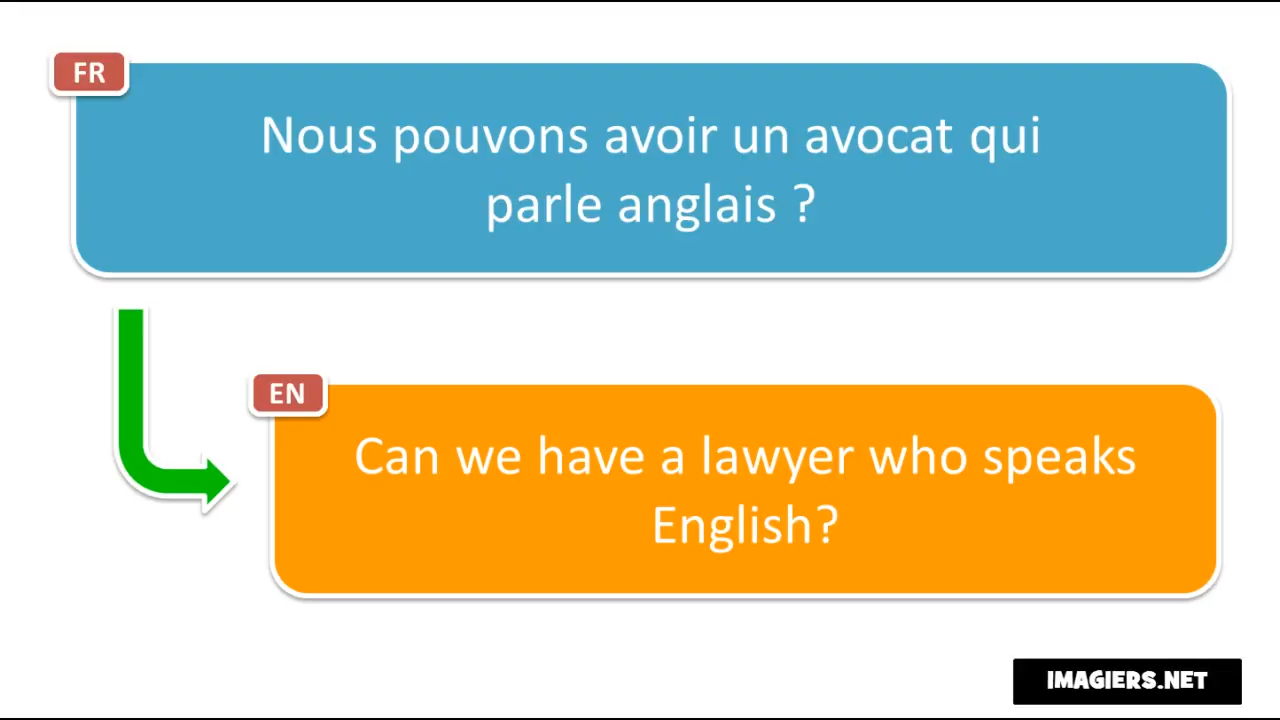 FR
Nous pouvons avoir un avocat qui
parle anglais ?
EN
Can we have a lawyer who speaks
English?
IMAGIERS.NET